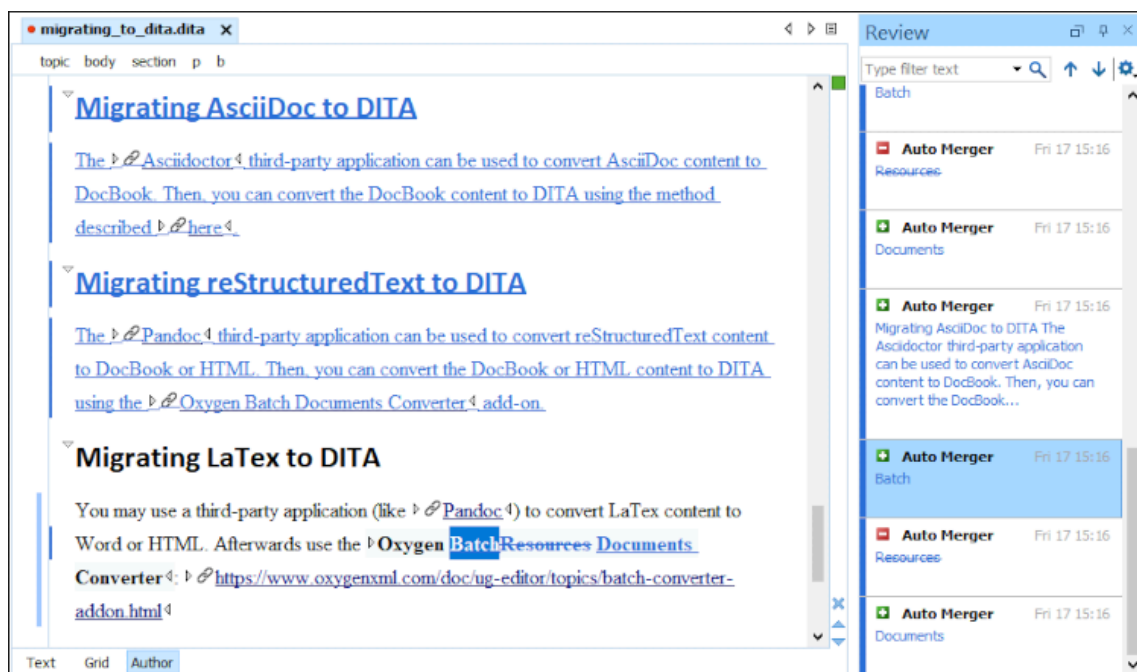 migrating_to_dita.dita
topic body section p b
Migrating AsciiDoc to DITA
The Asciidoctor third-party application can be used to convert AsciiDoc content to
DocBook. Then, you can convert the DocBook content to DITA using the method
described here.
Migrating reStructuredText to DITA
The Pandoc third-party application can be used to convert reStructuredText content
to DocBook or HTML. Then, you can convert the DocBook or HTML content to DITA
using the Oxygen Batch Documents Converter add-on.
Migrating LaTex to DITA
You may use a third-party application (like Pandoc) to convert LaTex content to
Word or HTML. Afterwards use the Oxygen BatchResources Documents
Converter: https://www.oxygenxml.com/doc/ug-editor/topics/batch-converter-
addon.html
Text Grid Author
Review
Type filter text
Batch
Auto Merger Fri 17 15:16
Resources
Auto Merger Fri 17 15:16
Documents
Auto Merger Fri 17 15:16
Migrating AsciiDoc to DITA The
Asciidoctor third-party application
can be used to convert AsciiDoc
content to DocBook. Then, you can
convert the DocBook...
Auto Merger Fri 17 15:16
Batch
Auto Merger Fri 17 15:16
Resources
Auto Merger Fri 17 15:16
Documents